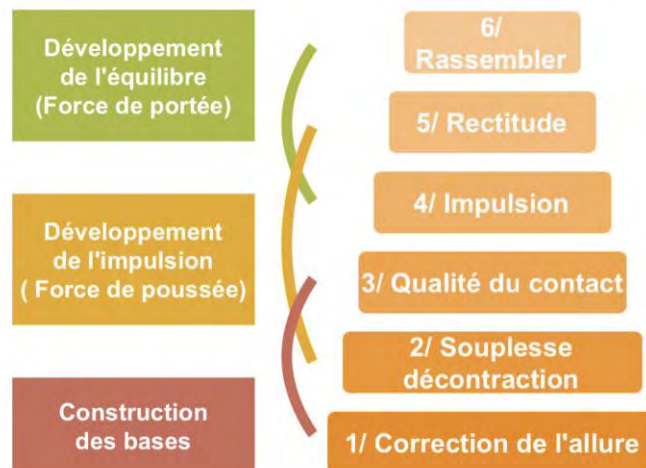 Développement
de l'équilibre
(Force de portée)
Développement
de l'impulsion
( Force de poussée)
Construction
des bases
6/
Rassembler
5/ Rectitude
4/ Impulsion
3/ Qualité du contact
2/ Souplesse
décontraction
1/ Correction de l'allure